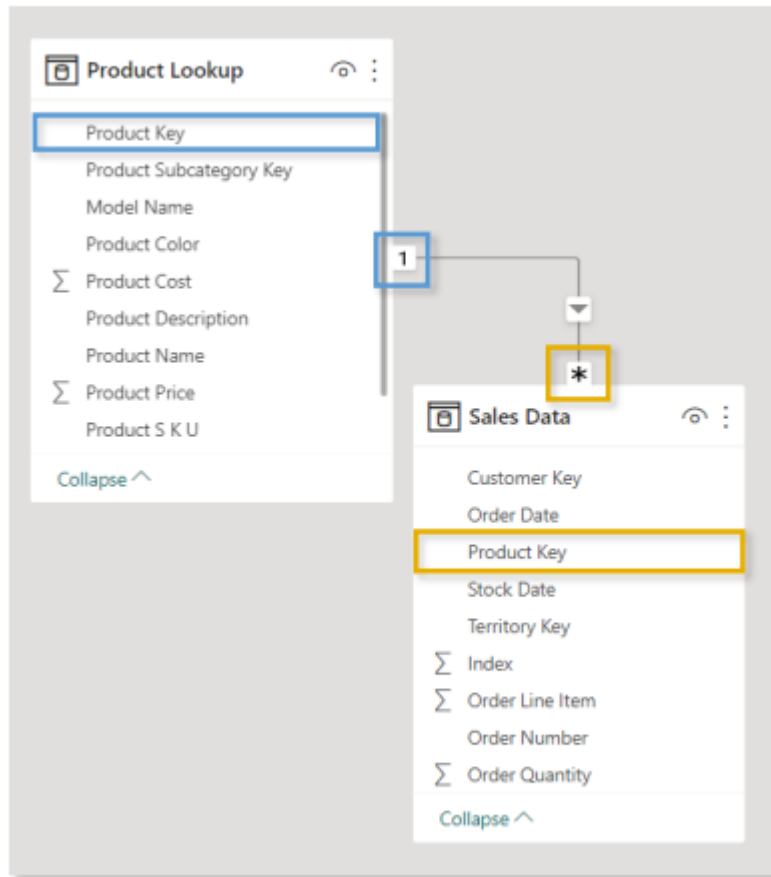 Product Lookup
Product Key
Product Subcategory Key
Model Name
Product Color
Σ Product Cost
Product Description
Product Name
Σ Product Price
Product S K U
Collapse
1
*
Sales Data
Customer Key
Order Date
Product Key
Stock Date
Territory Key
Σ Index
Σ Order Line Item
Order Number
Σ Order Quantity
Collapse